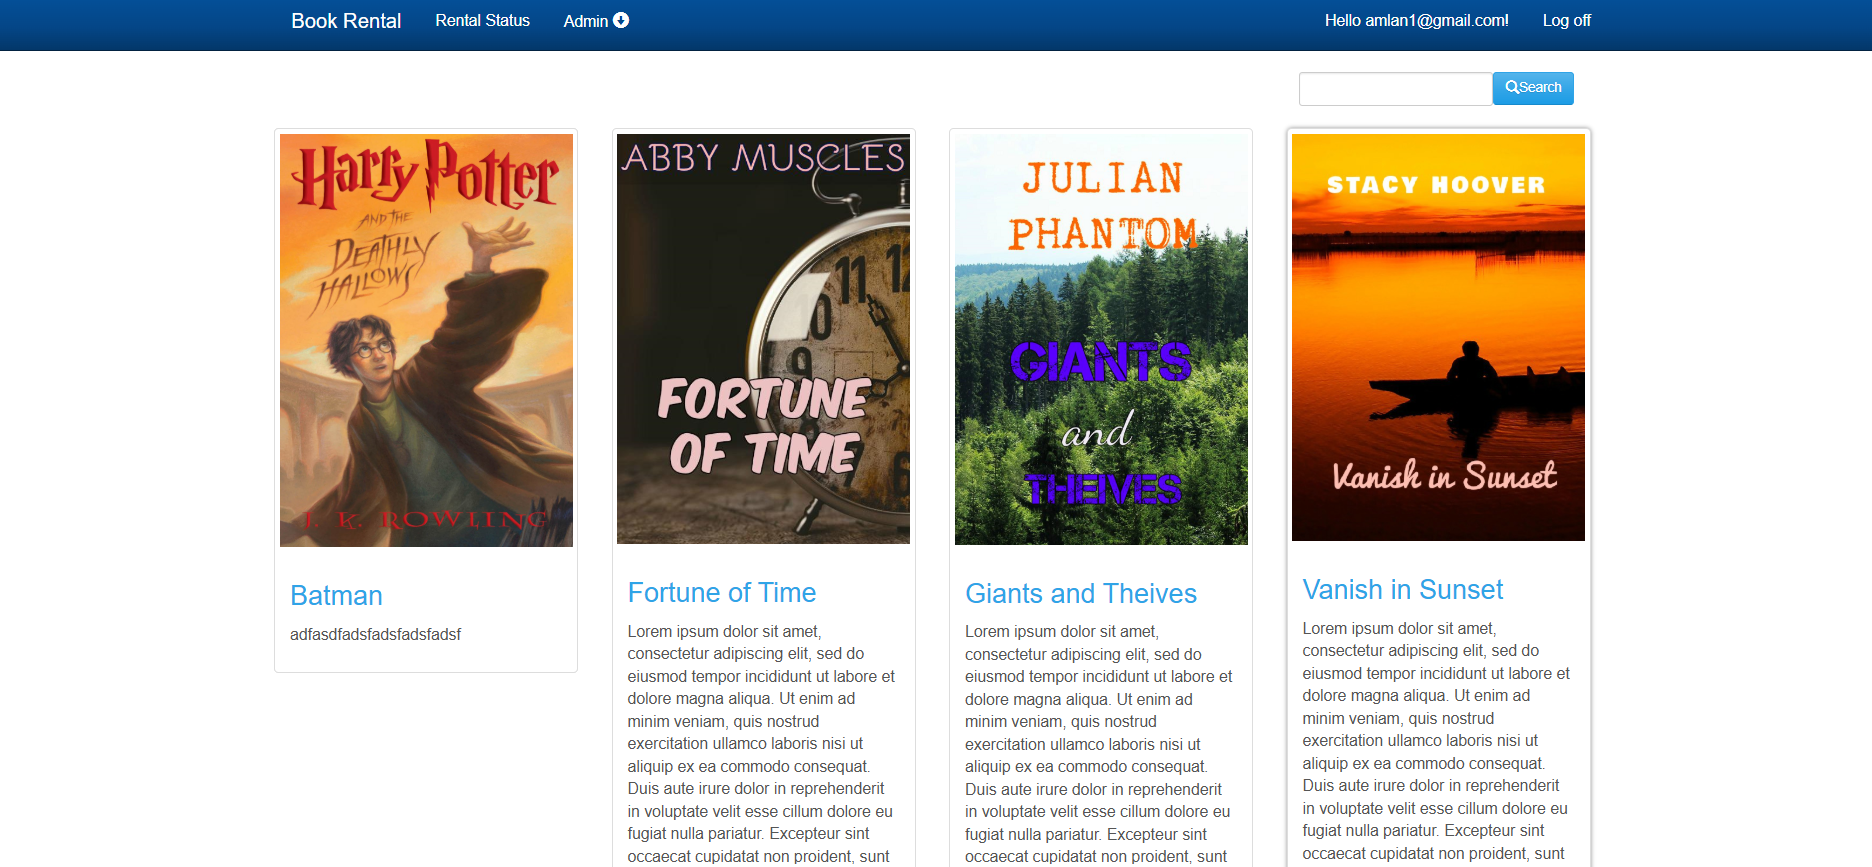 Book Rental Rental Status Admin Hello amlan1@gmail.com! Log off
Search
Harry Potter
AND THE
DEATHLY
HALLOWS
J. K. ROWLING
Batman
adfasdfadsfadsfadsfadsf
ABBY MUSCLES
11
12
10
9
8
7
6
FORTUNE
OF TIME
Fortune of Time
Lorem ipsum dolor sit amet,
consectetur adipiscing elit, sed do
eiusmod tempor incididunt ut labore et
dolore magna aliqua. Ut enim ad
minim veniam, quis nostrud
exercitation ullamco laboris nisi ut
aliquip ex ea commodo consequat.
Duis aute irure dolor in reprehenderit
in voluptate velit esse cillum dolore eu
fugiat nulla pariatur. Excepteur sint
occaecat cupidatat non proident, sunt
JULIAN
PHANTOM
GIANTS
and
THEIVES
Giants and Theives
Lorem ipsum dolor sit amet,
consectetur adipiscing elit, sed do
eiusmod tempor incididunt ut labore et
dolore magna aliqua. Ut enim ad
minim veniam, quis nostrud
exercitation ullamco laboris nisi ut
aliquip ex ea commodo consequat.
Duis aute irure dolor in reprehenderit
in voluptate velit esse cillum dolore eu
fugiat nulla pariatur. Excepteur sint
occaecat cupidatat non proident, sunt
STACY HOOVER
Vanish in Sunset
Vanish in Sunset
Lorem ipsum dolor sit amet,
consectetur adipiscing elit, sed do
eiusmod tempor incididunt ut labore et
dolore magna aliqua. Ut enim ad
minim veniam, quis nostrud
exercitation ullamco laboris nisi ut
aliquip ex ea commodo consequat.
Duis aute irure dolor in reprehenderit
in voluptate velit esse cillum dolore eu
fugiat nulla pariatur. Excepteur sint
occaecat cupidatat non proident, sunt